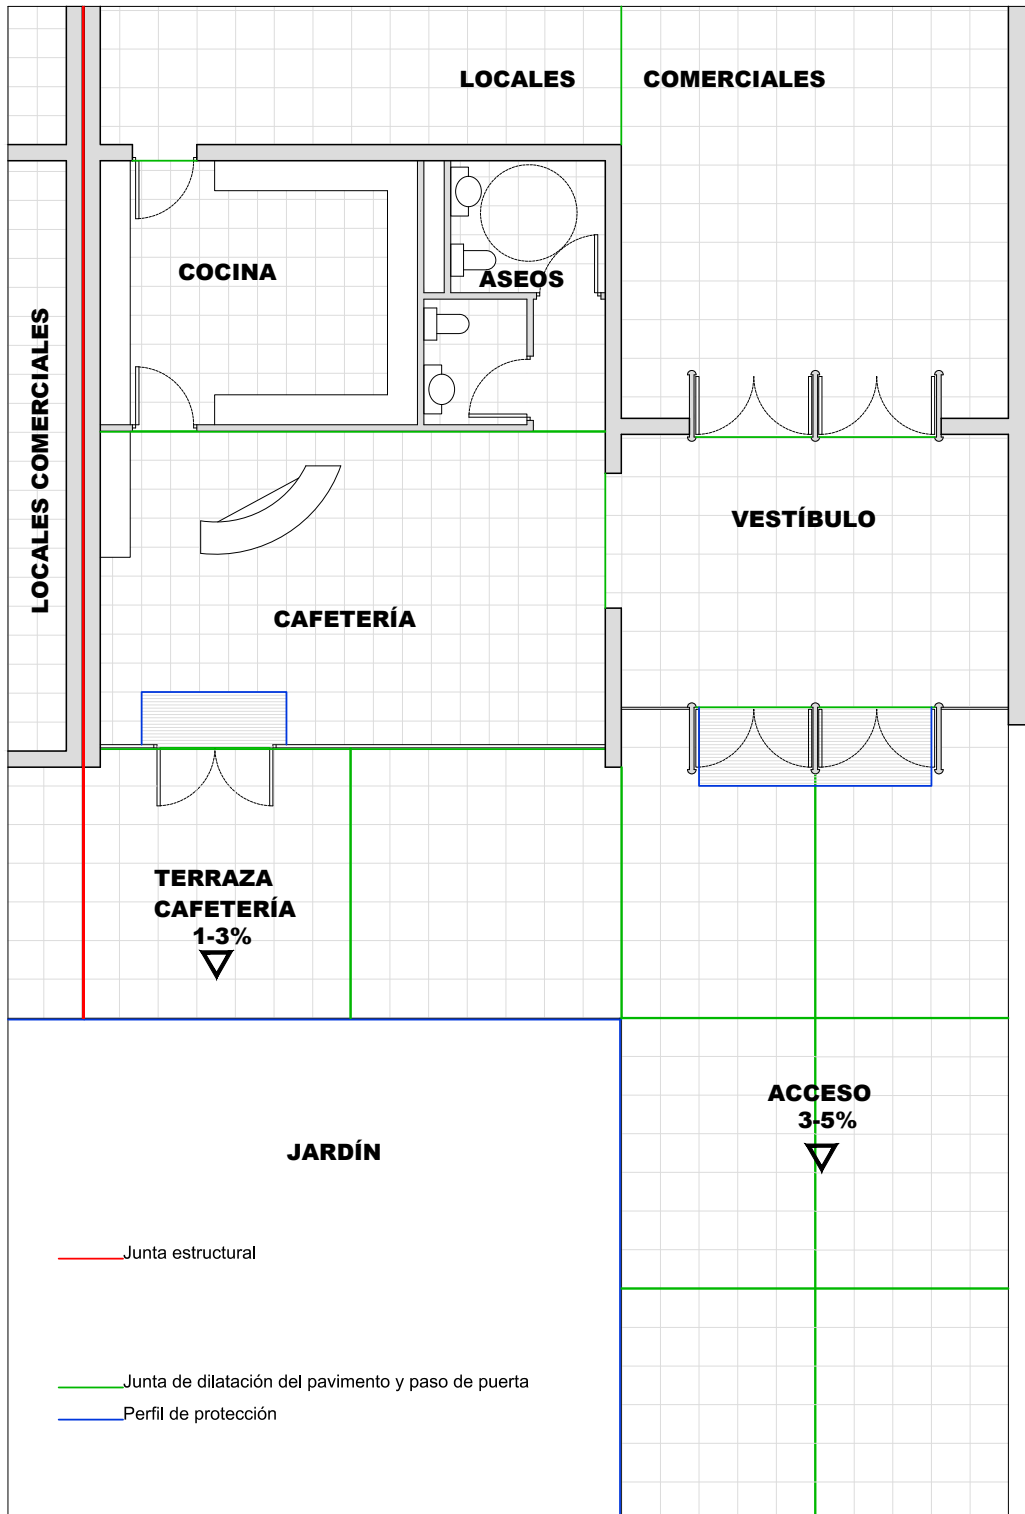 LOCALES COMERCIALES
COCINA
ASEOS
LOCALES COMERCIALES
VESTÍBULO
CAFETERÍA
TERRAZA
CAFETERÍA
1-3%
ACCESO
3-5%
JARDÍN
Junta estructural
Junta de dilatación del pavimento y paso de puerta
Perfil de protección